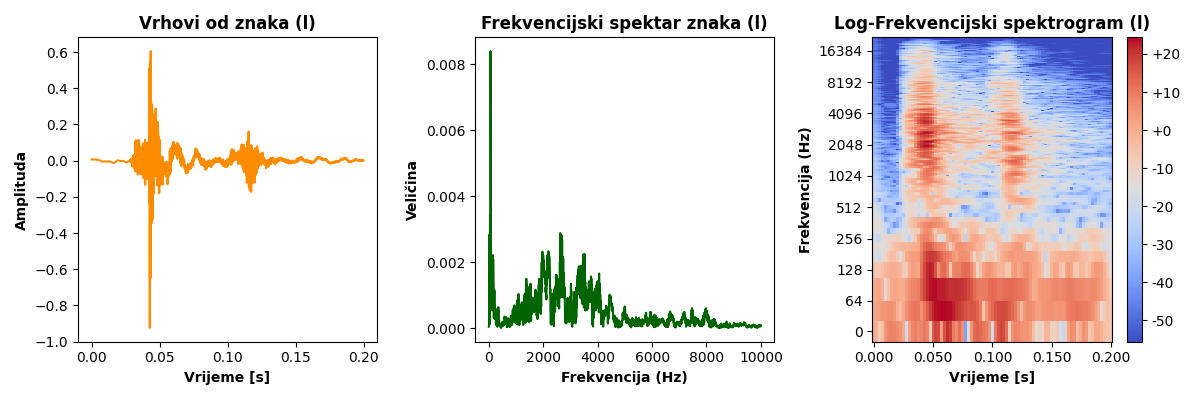 Vrhovi od znaka (l)
Amplituda
0.6
0.4
0.2
0.0
−0.2
−0.4
−0.6
−0.8
−1.0
0.00 0.05 0.10 0.15 0.20
Vrijeme [s]
Frekvencijski spektar znaka (l)
Veličina
0.008
0.006
0.004
0.002
0.000
0 2000 4000 6000 8000 10000
Frekvencija (Hz)
Log-Frekvencijski spektrogram (l)
Frekvencija (Hz)
16384
8192
4096
2048
1024
512
256
128
64
0
0.000 0.050 0.100 0.150 0.200
Vrijeme [s]
+20
+10
+0
-10
-20
-30
-40
-50